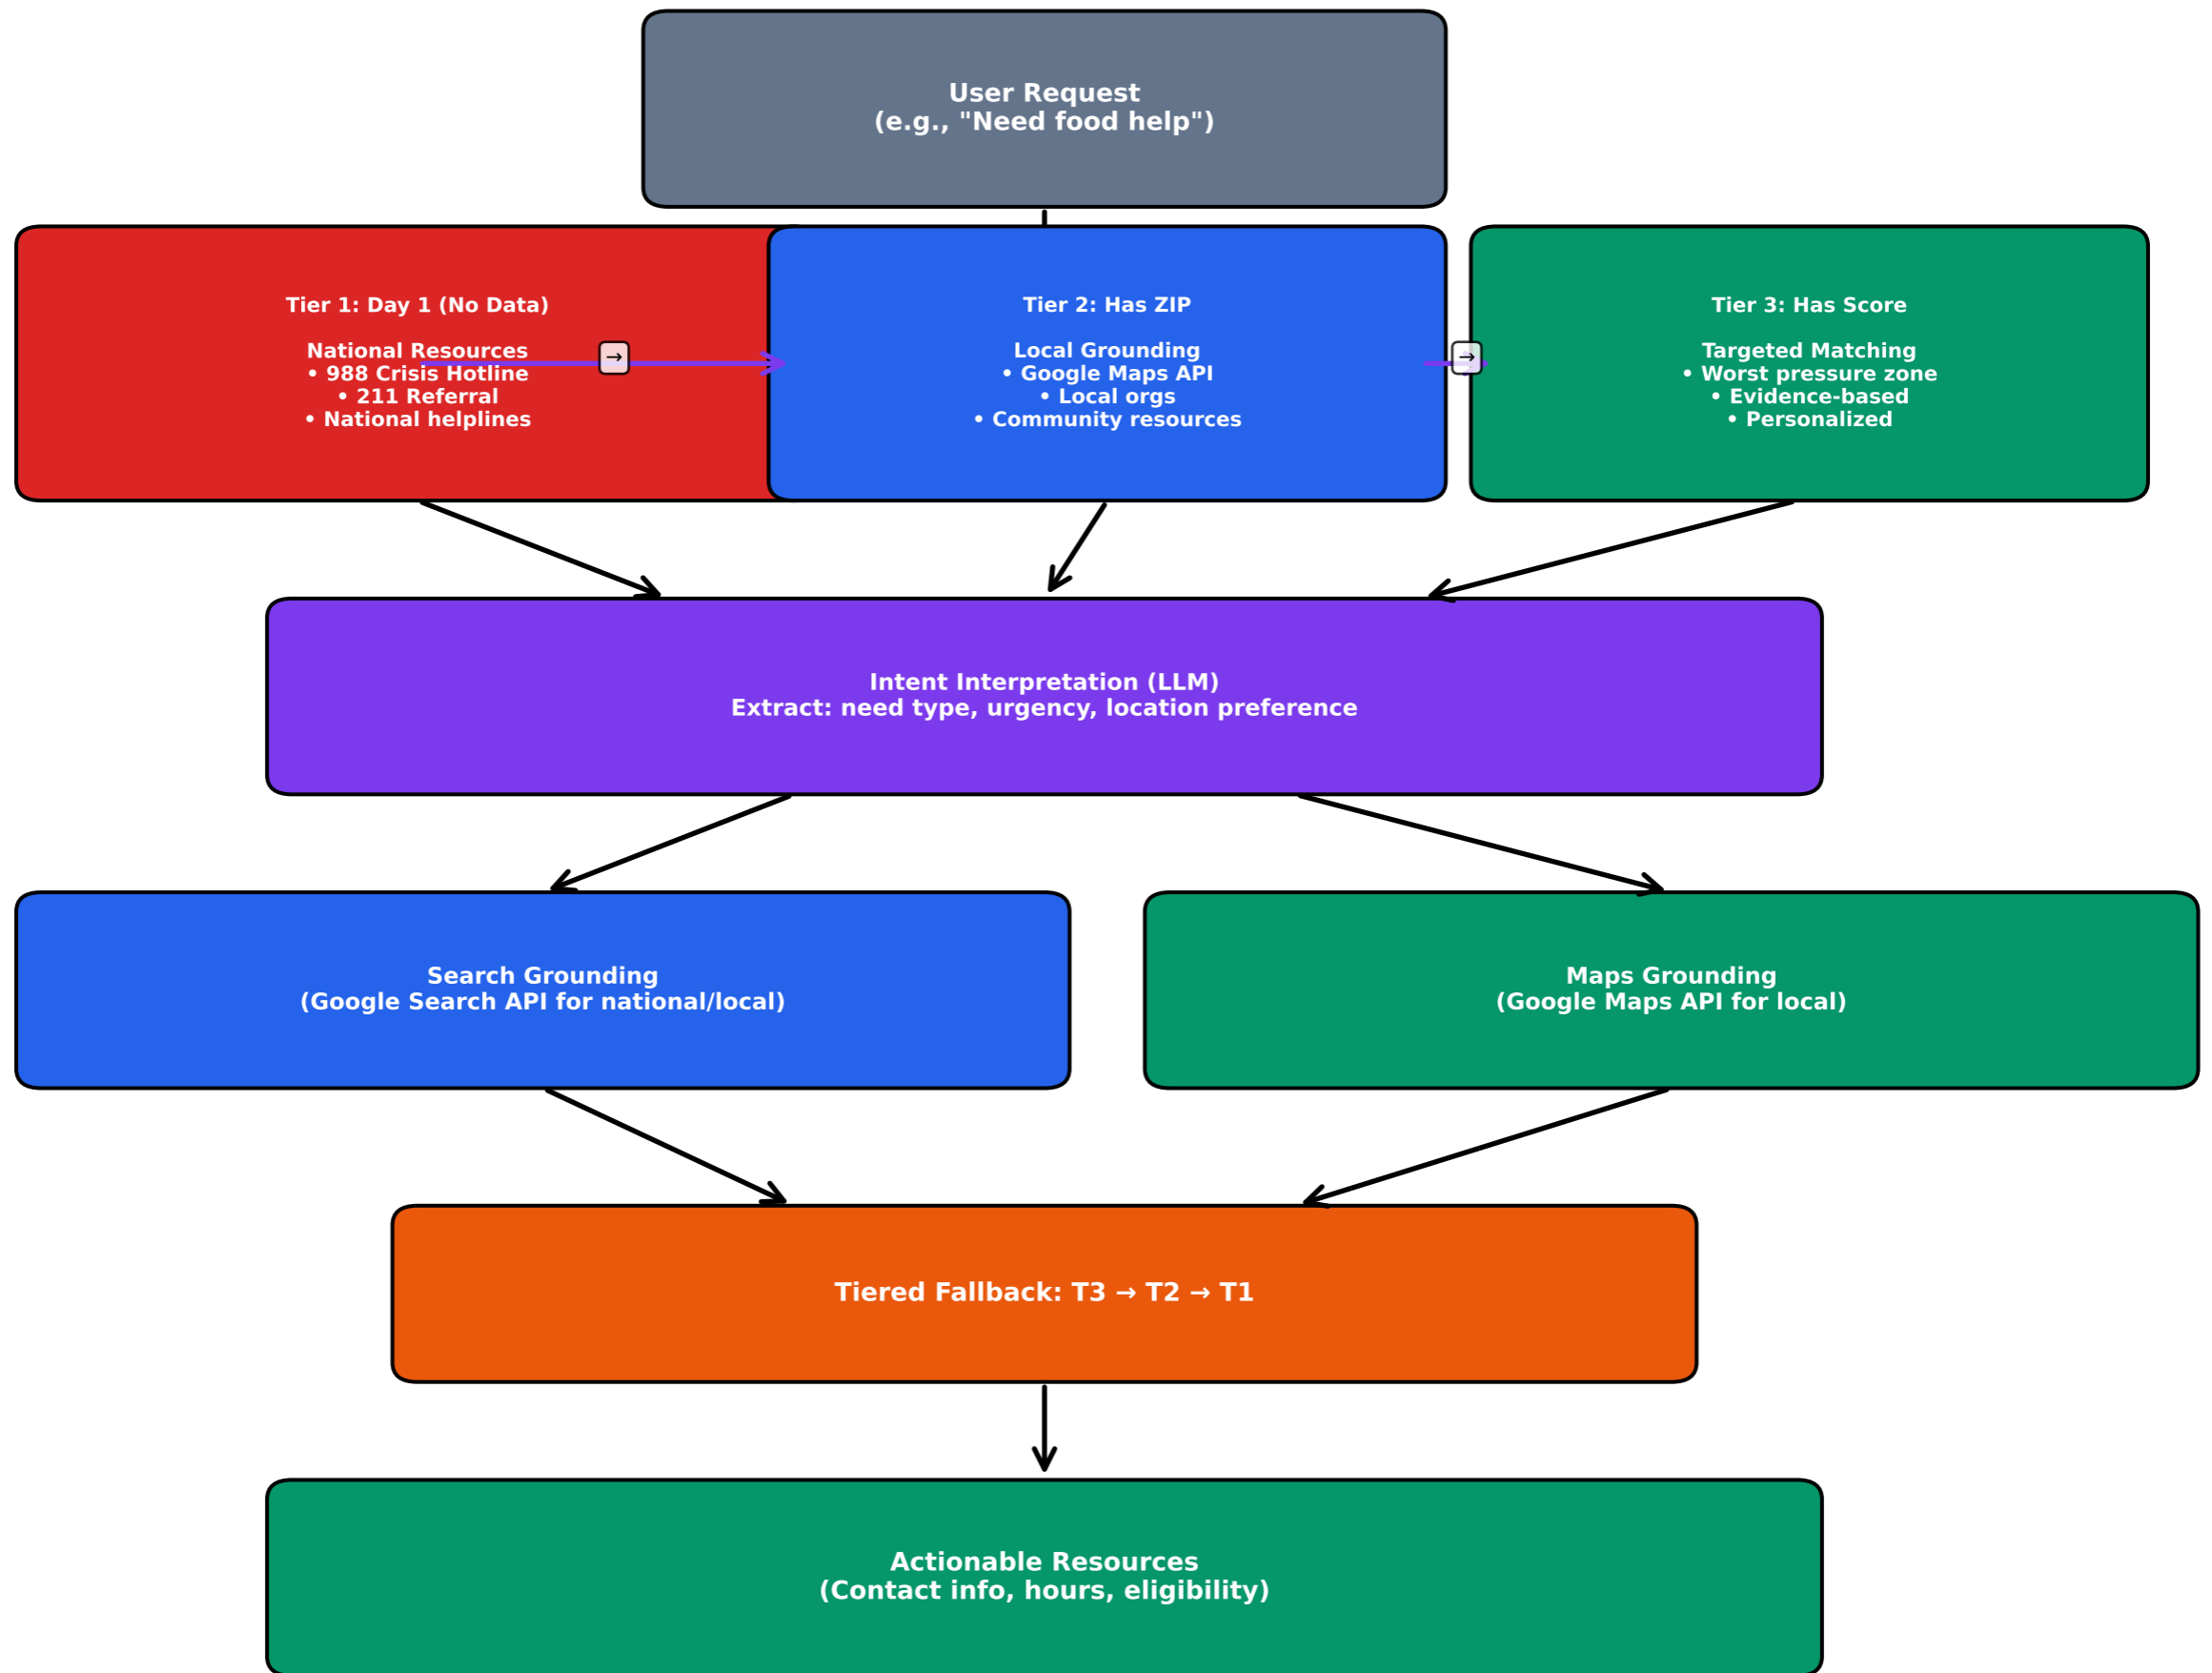 User Request
(e.g., "Need food help")
Tier 1: Day 1 (No Data)
National Resources
• 988 Crisis Hotline
• 211 Referral
• National helplines
→
Tier 2: Has ZIP
Local Grounding
• Google Maps API
• Local orgs
• Community resources
→
Tier 3: Has Score
Targeted Matching
• Worst pressure zone
• Evidence-based
• Personalized
Intent Interpretation (LLM)
Extract: need type, urgency, location preference
Search Grounding
(Google Search API for national/local)
Maps Grounding
(Google Maps API for local)
Tiered Fallback: T3 → T2 → T1
Actionable Resources
(Contact info, hours, eligibility)